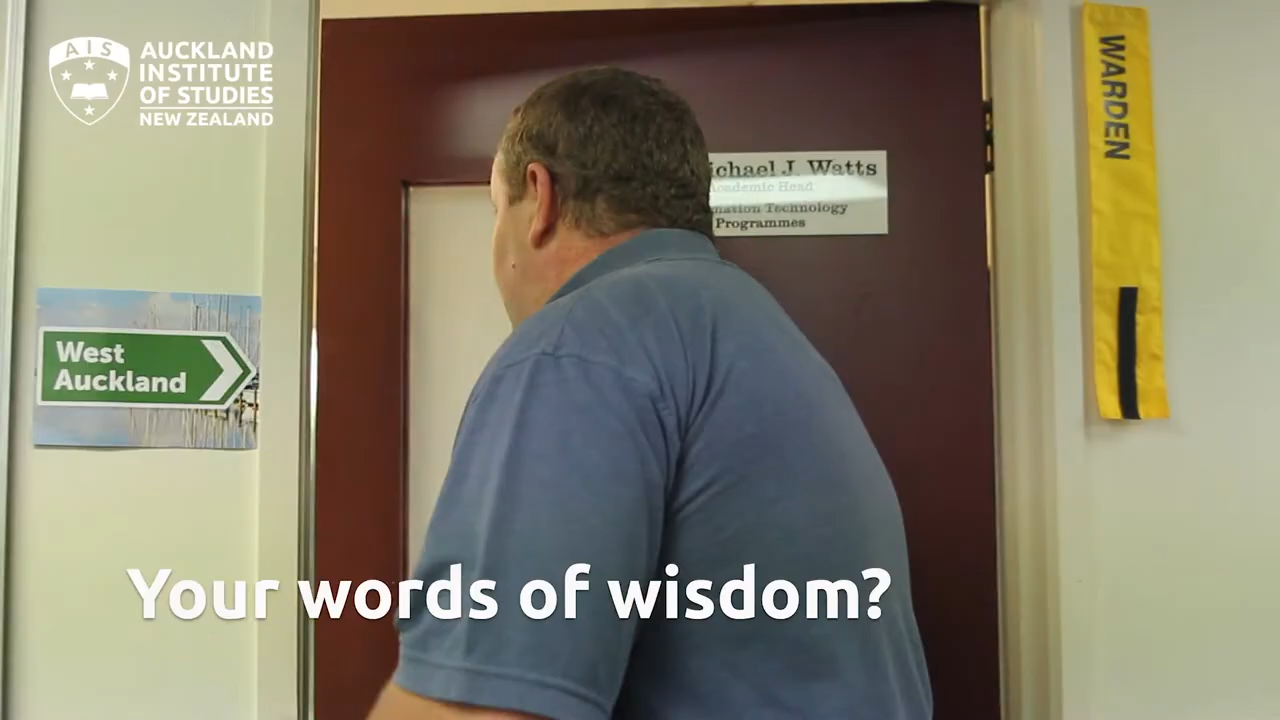 AIS
AUCKLAND
INSTITUTE
OF STUDIES
NEW ZEALAND
WARDEN
ichael J. Watts
Academic Head
mation Technology
Programmes
West
Auckland
Your words of wisdom?